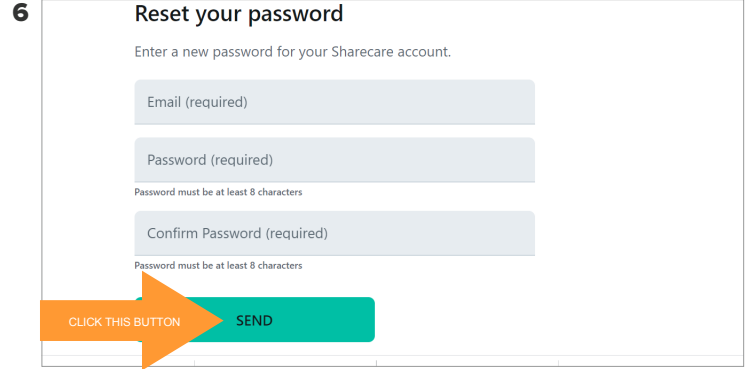 6
Reset your password
Enter a new password for your Sharecare account.
Email (required)
Password (required)
Password must be at least 8 characters
Confirm Password (required)
Password must be at least 8 characters
CLICK THIS BUTTON
SEND